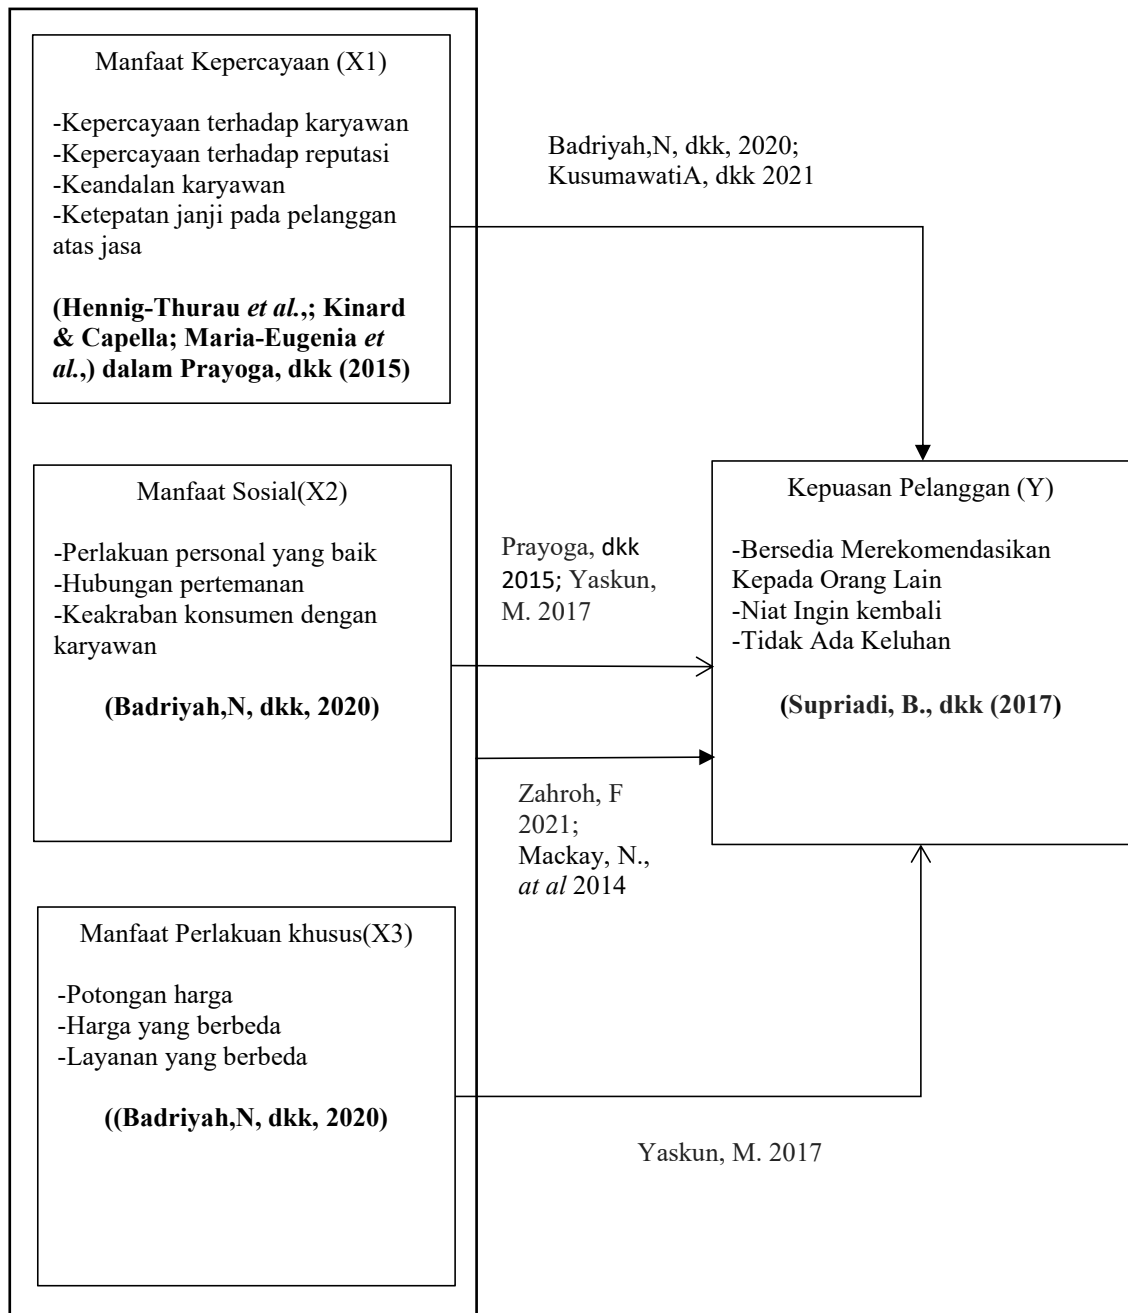 Manfaat Kepercayaan (X1)
-Kepercayaan terhadap karyawan
-Kepercayaan terhadap reputasi
-Keandalan karyawan
-Ketepatan janji pada pelanggan
atas jasa
(Hennig-Thurau et al.,; Kinard
& Capella; Maria-Eugenia et
al.,) dalam Prayoga, dkk (2015)
Badriyah,N, dkk, 2020;
KusumawatiA, dkk 2021
Manfaat Sosial(X2)
-Perlakuan personal yang baik
-Hubungan pertemanan
-Keakraban konsumen dengan
karyawan
(Badriyah,N, dkk, 2020)
Prayoga, dkk
2015; Yaskun,
M. 2017
Kepuasan Pelanggan (Y)
-Bersedia Merekomendasikan
Kepada Orang Lain
-Niat Ingin kembali
-Tidak Ada Keluhan
(Supriadi, B., dkk (2017)
Zahroh, F
2021;
Mackay, N.,
at al 2014
Manfaat Perlakuan khusus(X3)
-Potongan harga
-Harga yang berbeda
-Layanan yang berbeda
((Badriyah,N, dkk, 2020)
Yaskun, M. 2017